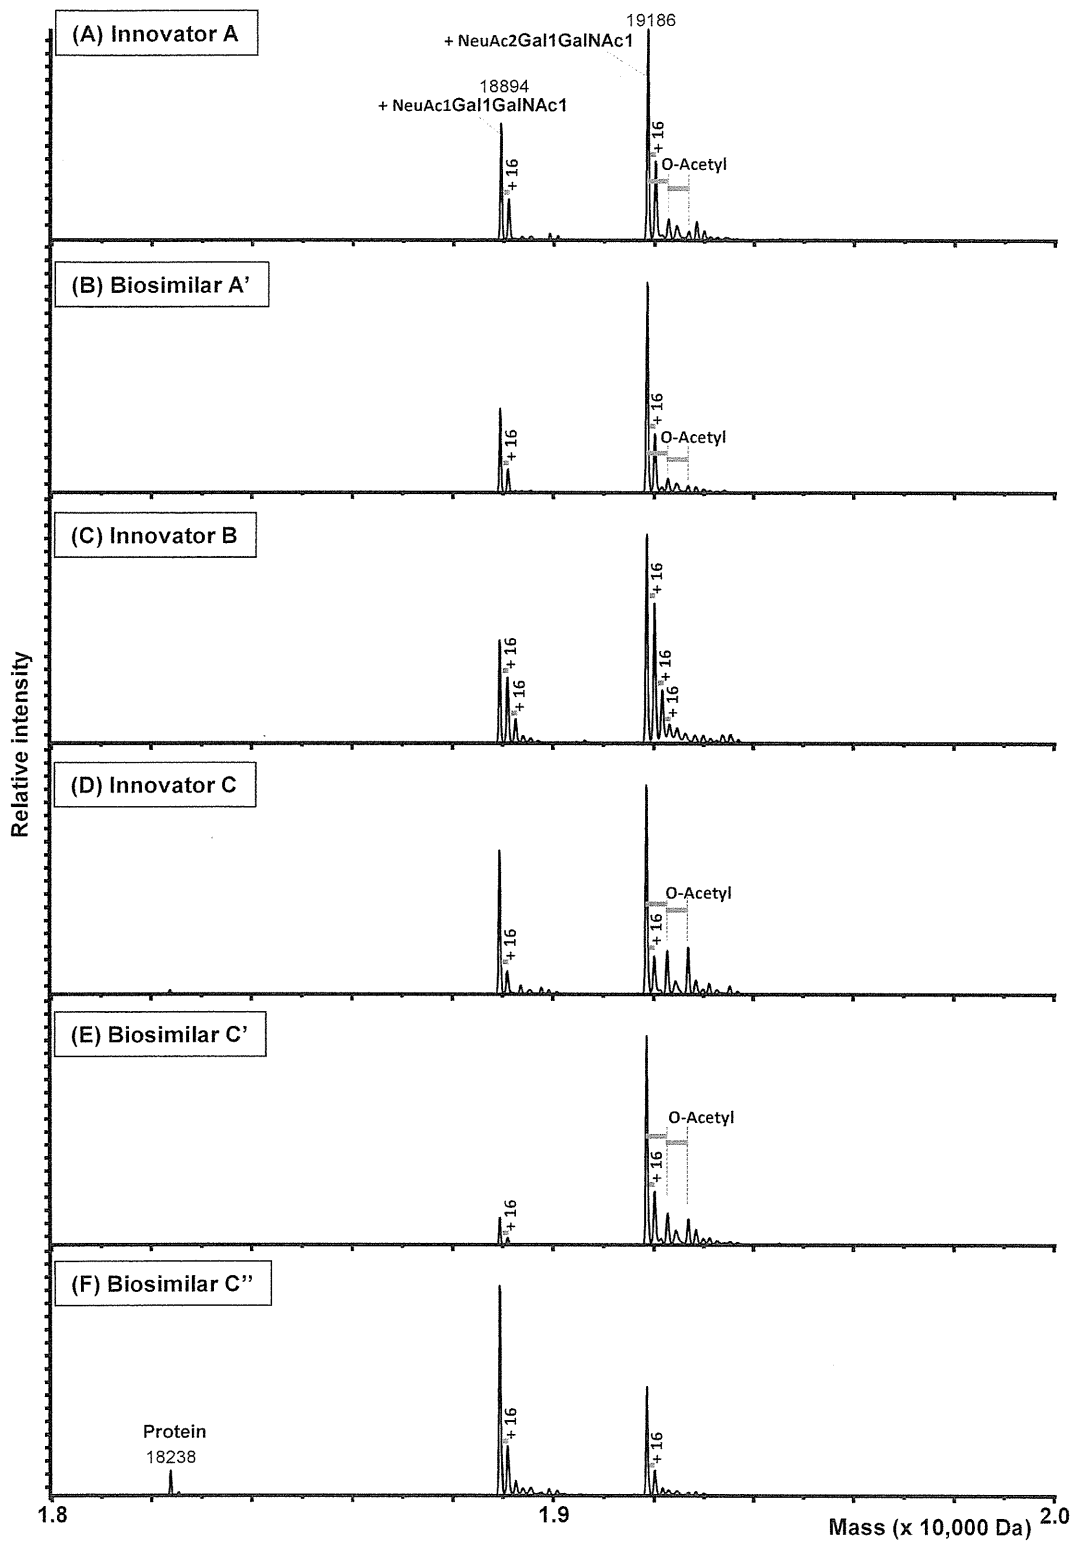 (A) Innovator A
19186
+ NeuAc2Gal1GalNAc1
18894
+ NeuAc1Gal1GalNAc1
+ 16
+ 16
O-Acetyl
(B) Biosimilar A’
+ 16
+ 16
O-Acetyl
(C) Innovator B
+ 16
+ 16
+ 16
+ 16
+ 16
Relative intensity
(D) Innovator C
O-Acetyl
+ 16
+ 16
(E) Biosimilar C’
O-Acetyl
+ 16
+ 16
(F) Biosimilar C’’
Protein
18238
+ 16
+ 16
1.8
1.9
2.0
Mass (x 10,000 Da)